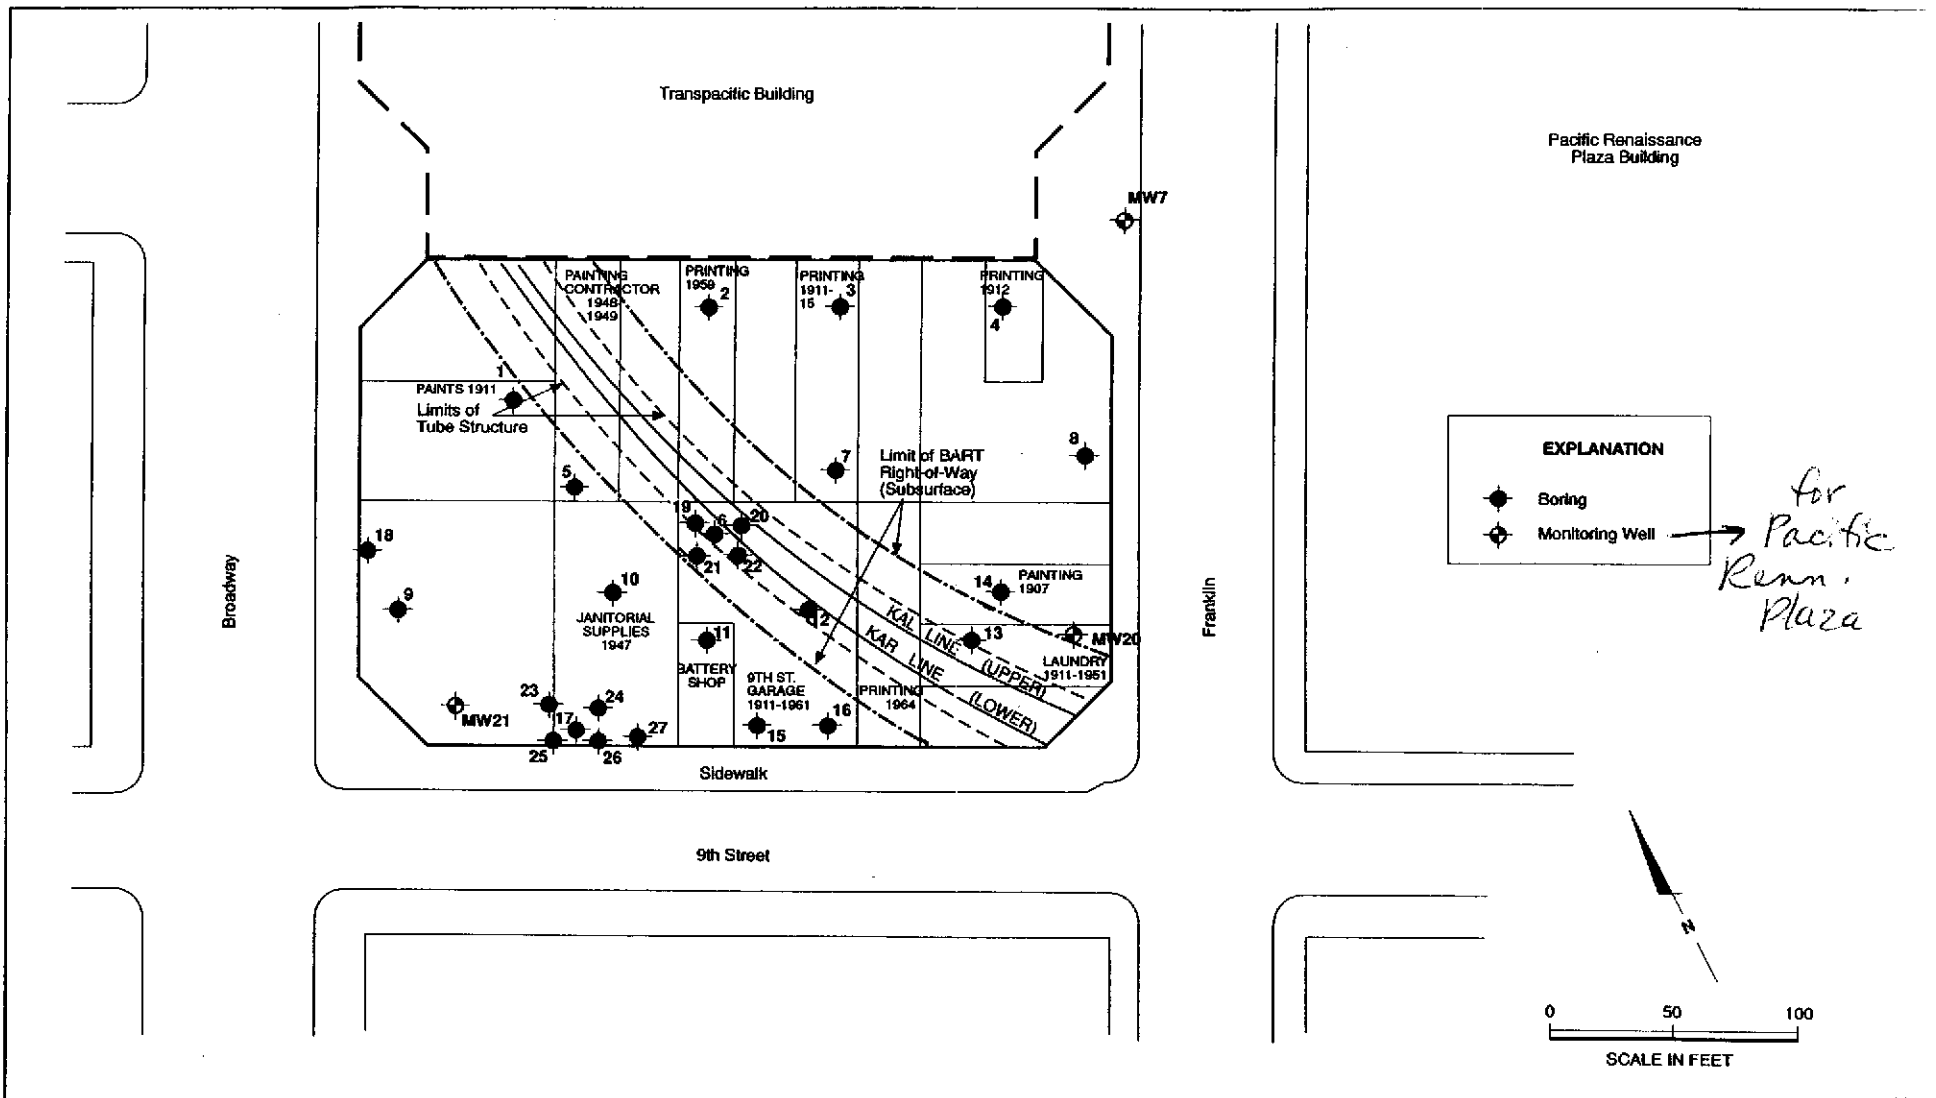 Transpacific Building
Pacific Renaissance
Plaza Building
MW7
PAINTING
CONTRACTOR
1948-
1949
PRINTING
1959
2
PRINTING
1911-
15
3
PRINTING
1912
4
1
PAINTS 1911
Limits of
Tube Structure
5
7
Limit of BART
Right-of-Way
(Subsurface)
8
EXPLANATION
Boring
Monitoring Well
for
Pacific
Renn.
Plaza
18
19
6
20
21
22
9
10
JANITORIAL
SUPPLIES
1947
11
BATTERY
SHOP
12
14
PAINTING
1907
13
MW20
LAUNDRY
1911-1951
KAL LINE (UPPER)
KAR LINE (LOWER)
9TH ST.
GARAGE
1911-1961
PRINTING
1964
15
16
MW21
23
24
17
25
26
27
Broadway
Franklin
Sidewalk
9th Street
N
0 50 100
SCALE IN FEET